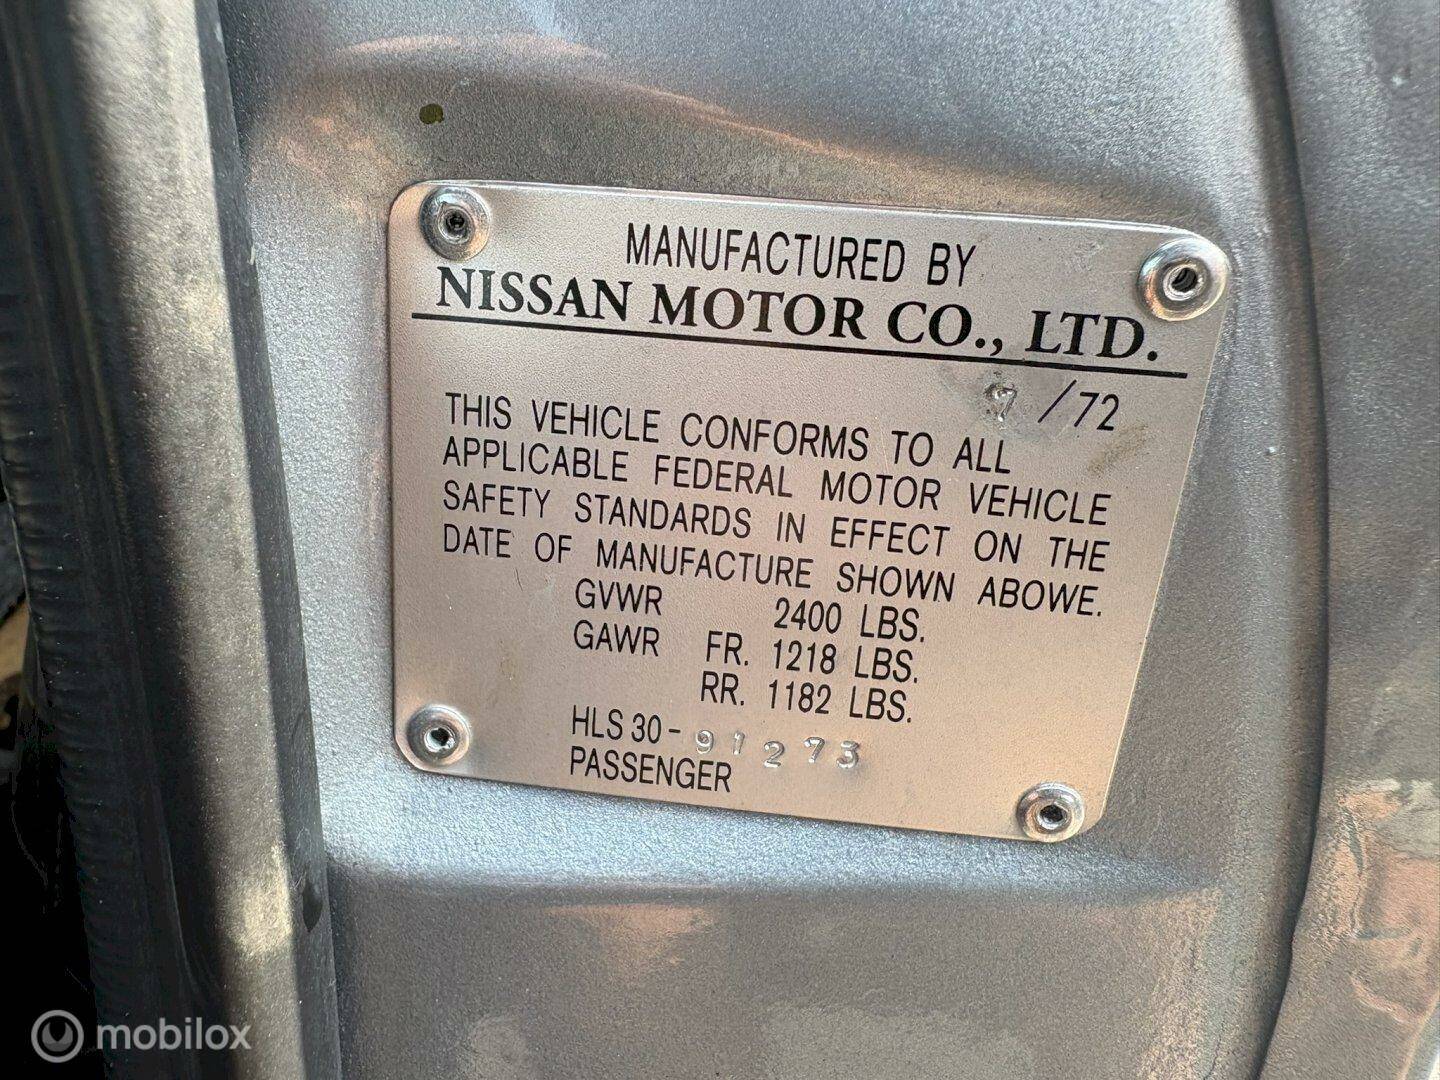 MANUFACTURED BY
NISSAN MOTOR CO., LTD.
9/72
THIS VEHICLE CONFORMS TO ALL
APPLICABLE FEDERAL MOTOR VEHICLE
SAFETY STANDARDS IN EFFECT ON THE
DATE OF MANUFACTURE SHOWN ABOWE.
GVWR 2400 LBS.
GAWR FR. 1218 LBS.
RR. 1182 LBS.
HLS30-91273
PASSENGER
mobilox